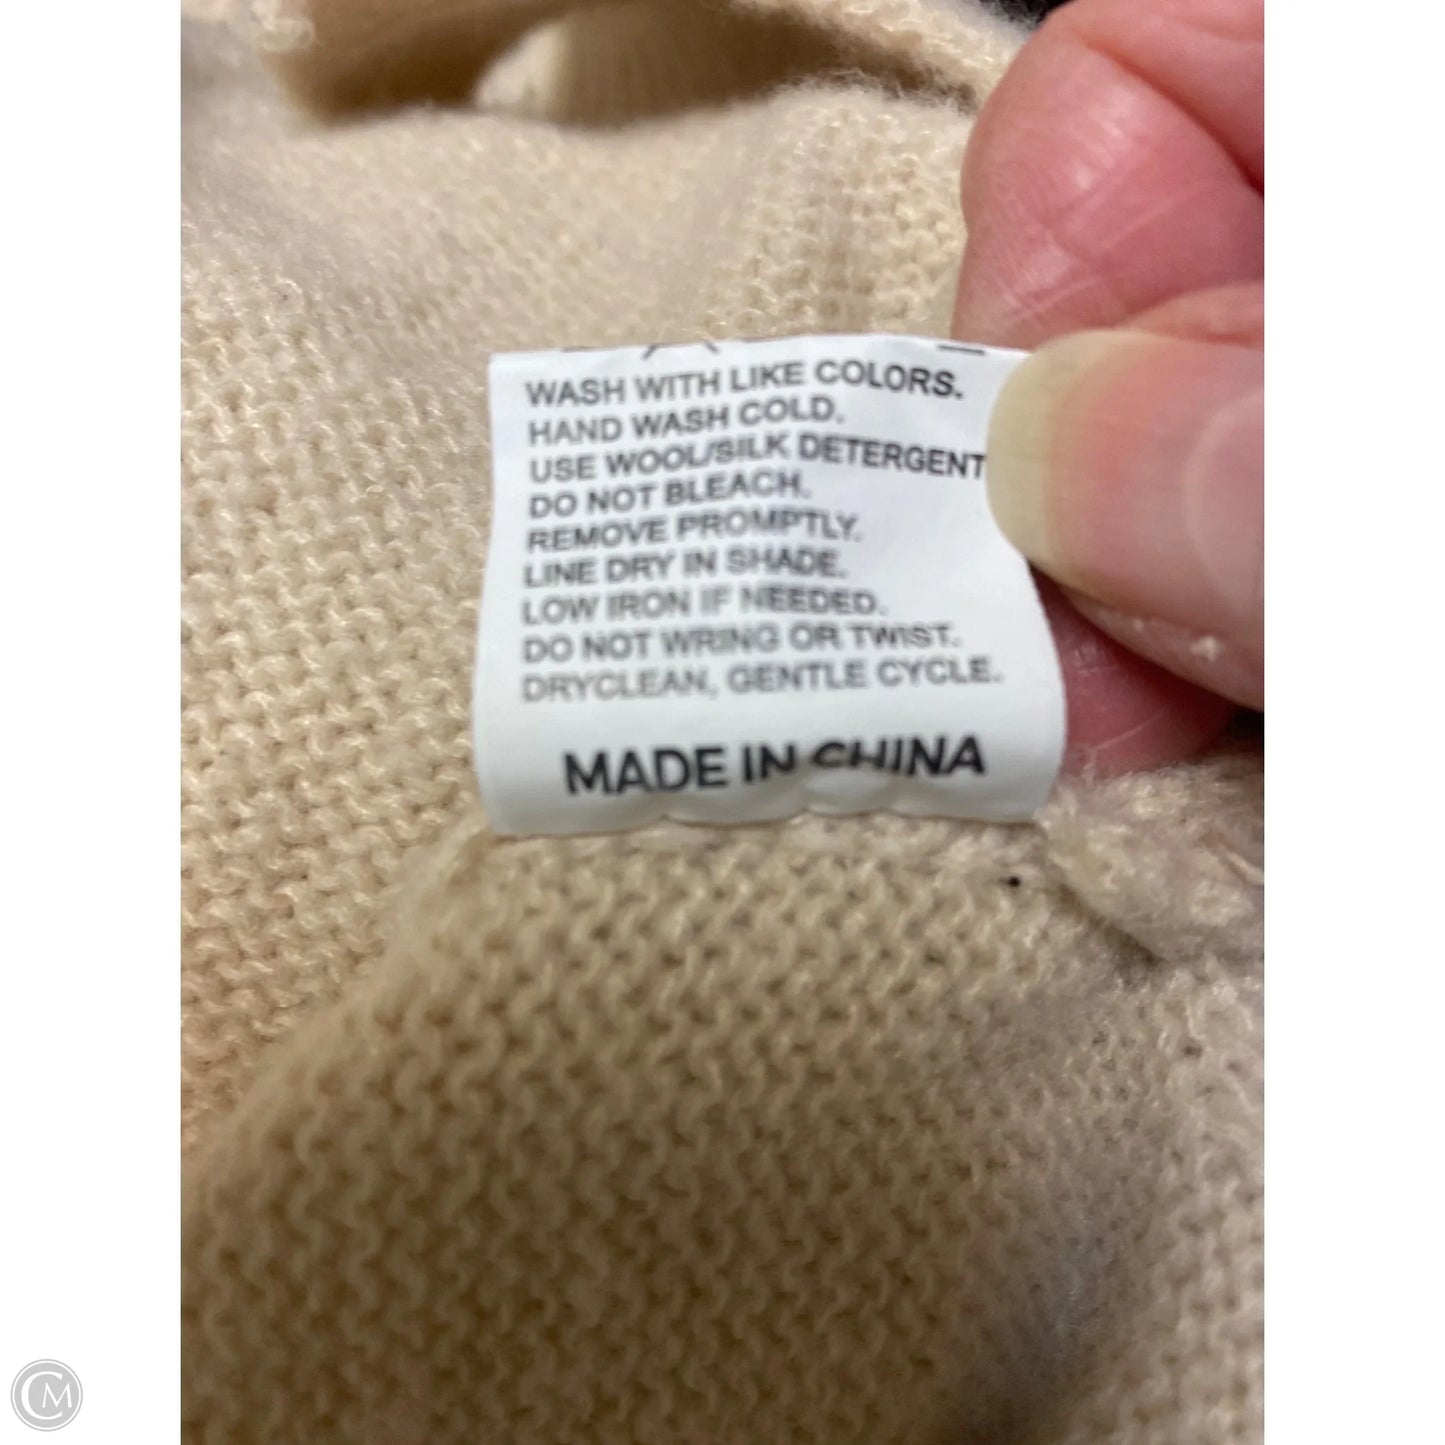 WASH WITH LIKE COLORS.
HAND WASH COLD.
USE WOOL/SILK DETERGENT
DO NOT BLEACH.
REMOVE PROMPTLY.
LINE DRY IN SHADE.
LOW IRON IF NEEDED.
DO NOT WRING OR TWIST.
DRYCLEAN, GENTLE CYCLE.
MADE IN CHINA
CM